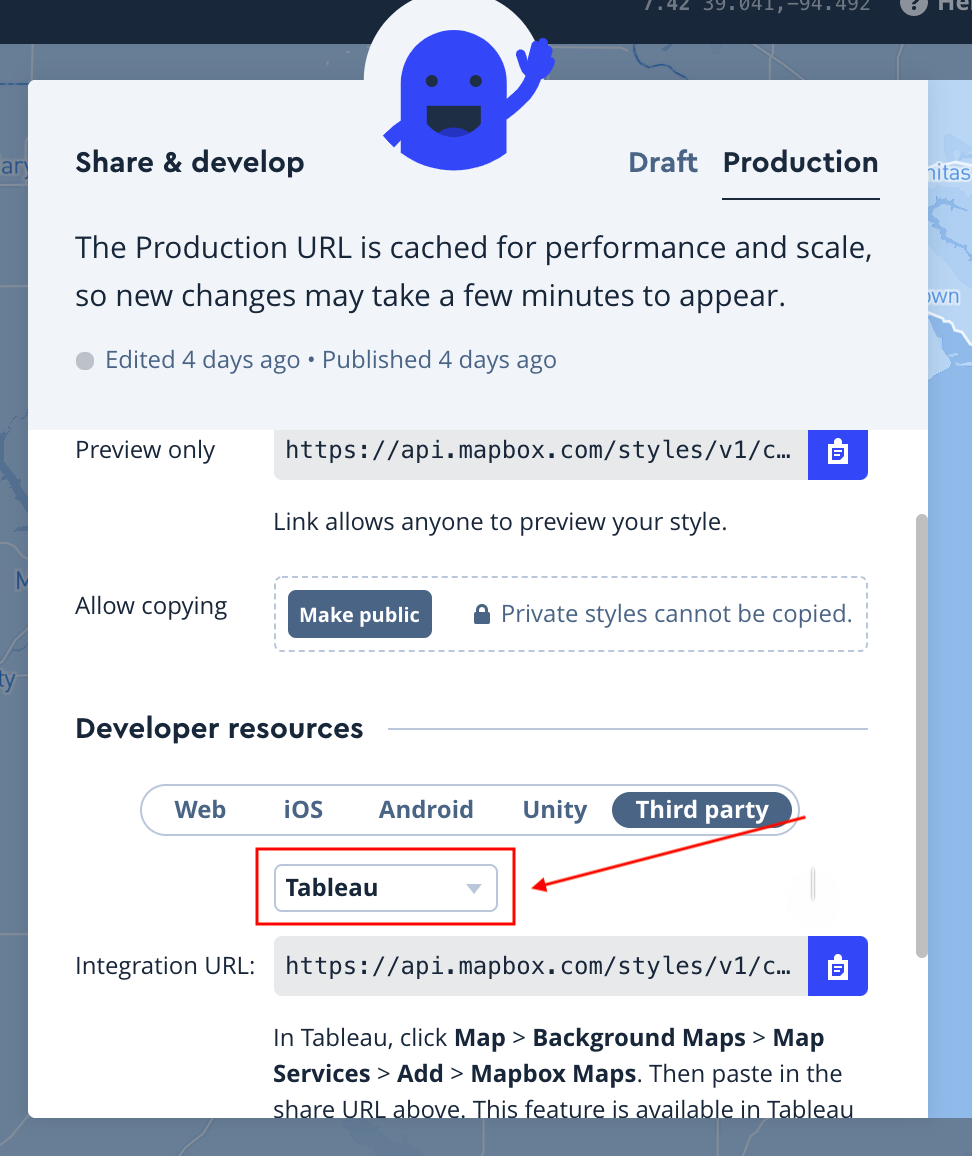 7.42 39.041,-94.492
Share & develop
Draft Production
The Production URL is cached for performance and scale,
so new changes may take a few minutes to appear.
Edited 4 days ago • Published 4 days ago
Preview only
https://api.mapbox.com/styles/v1/c…
Link allows anyone to preview your style.
Allow copying
Make public
Private styles cannot be copied.
Developer resources
Web iOS Android Unity Third party
Tableau
Integration URL:
https://api.mapbox.com/styles/v1/c…
In Tableau, click Map > Background Maps > Map
Services > Add > Mapbox Maps. Then paste in the
share URL above. This feature is available in Tableau